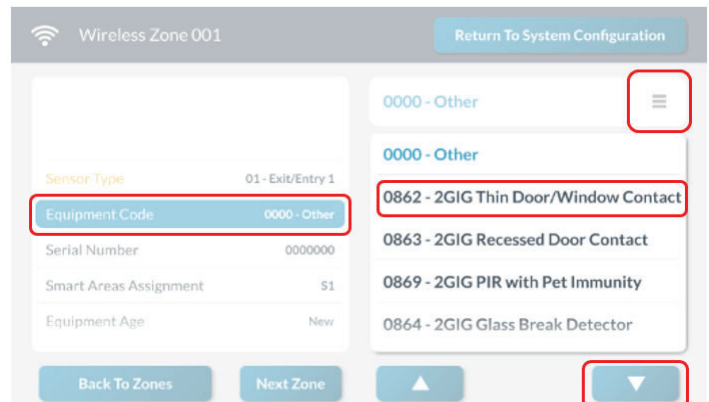 Wireless Zone 001
Return To System Configuration
0000 - Other
0000 - Other
Sensor Type 01 - Exit/Entry 1
0862 - 2GIG Thin Door/Window Contact
Equipment Code 0000 - Other
0863 - 2GIG Recessed Door Contact
Serial Number 0000000
0869 - 2GIG PIR with Pet Immunity
Smart Areas Assignment S1
0864 - 2GIG Glass Break Detector
Equipment Age New
Back To Zones
Next Zone